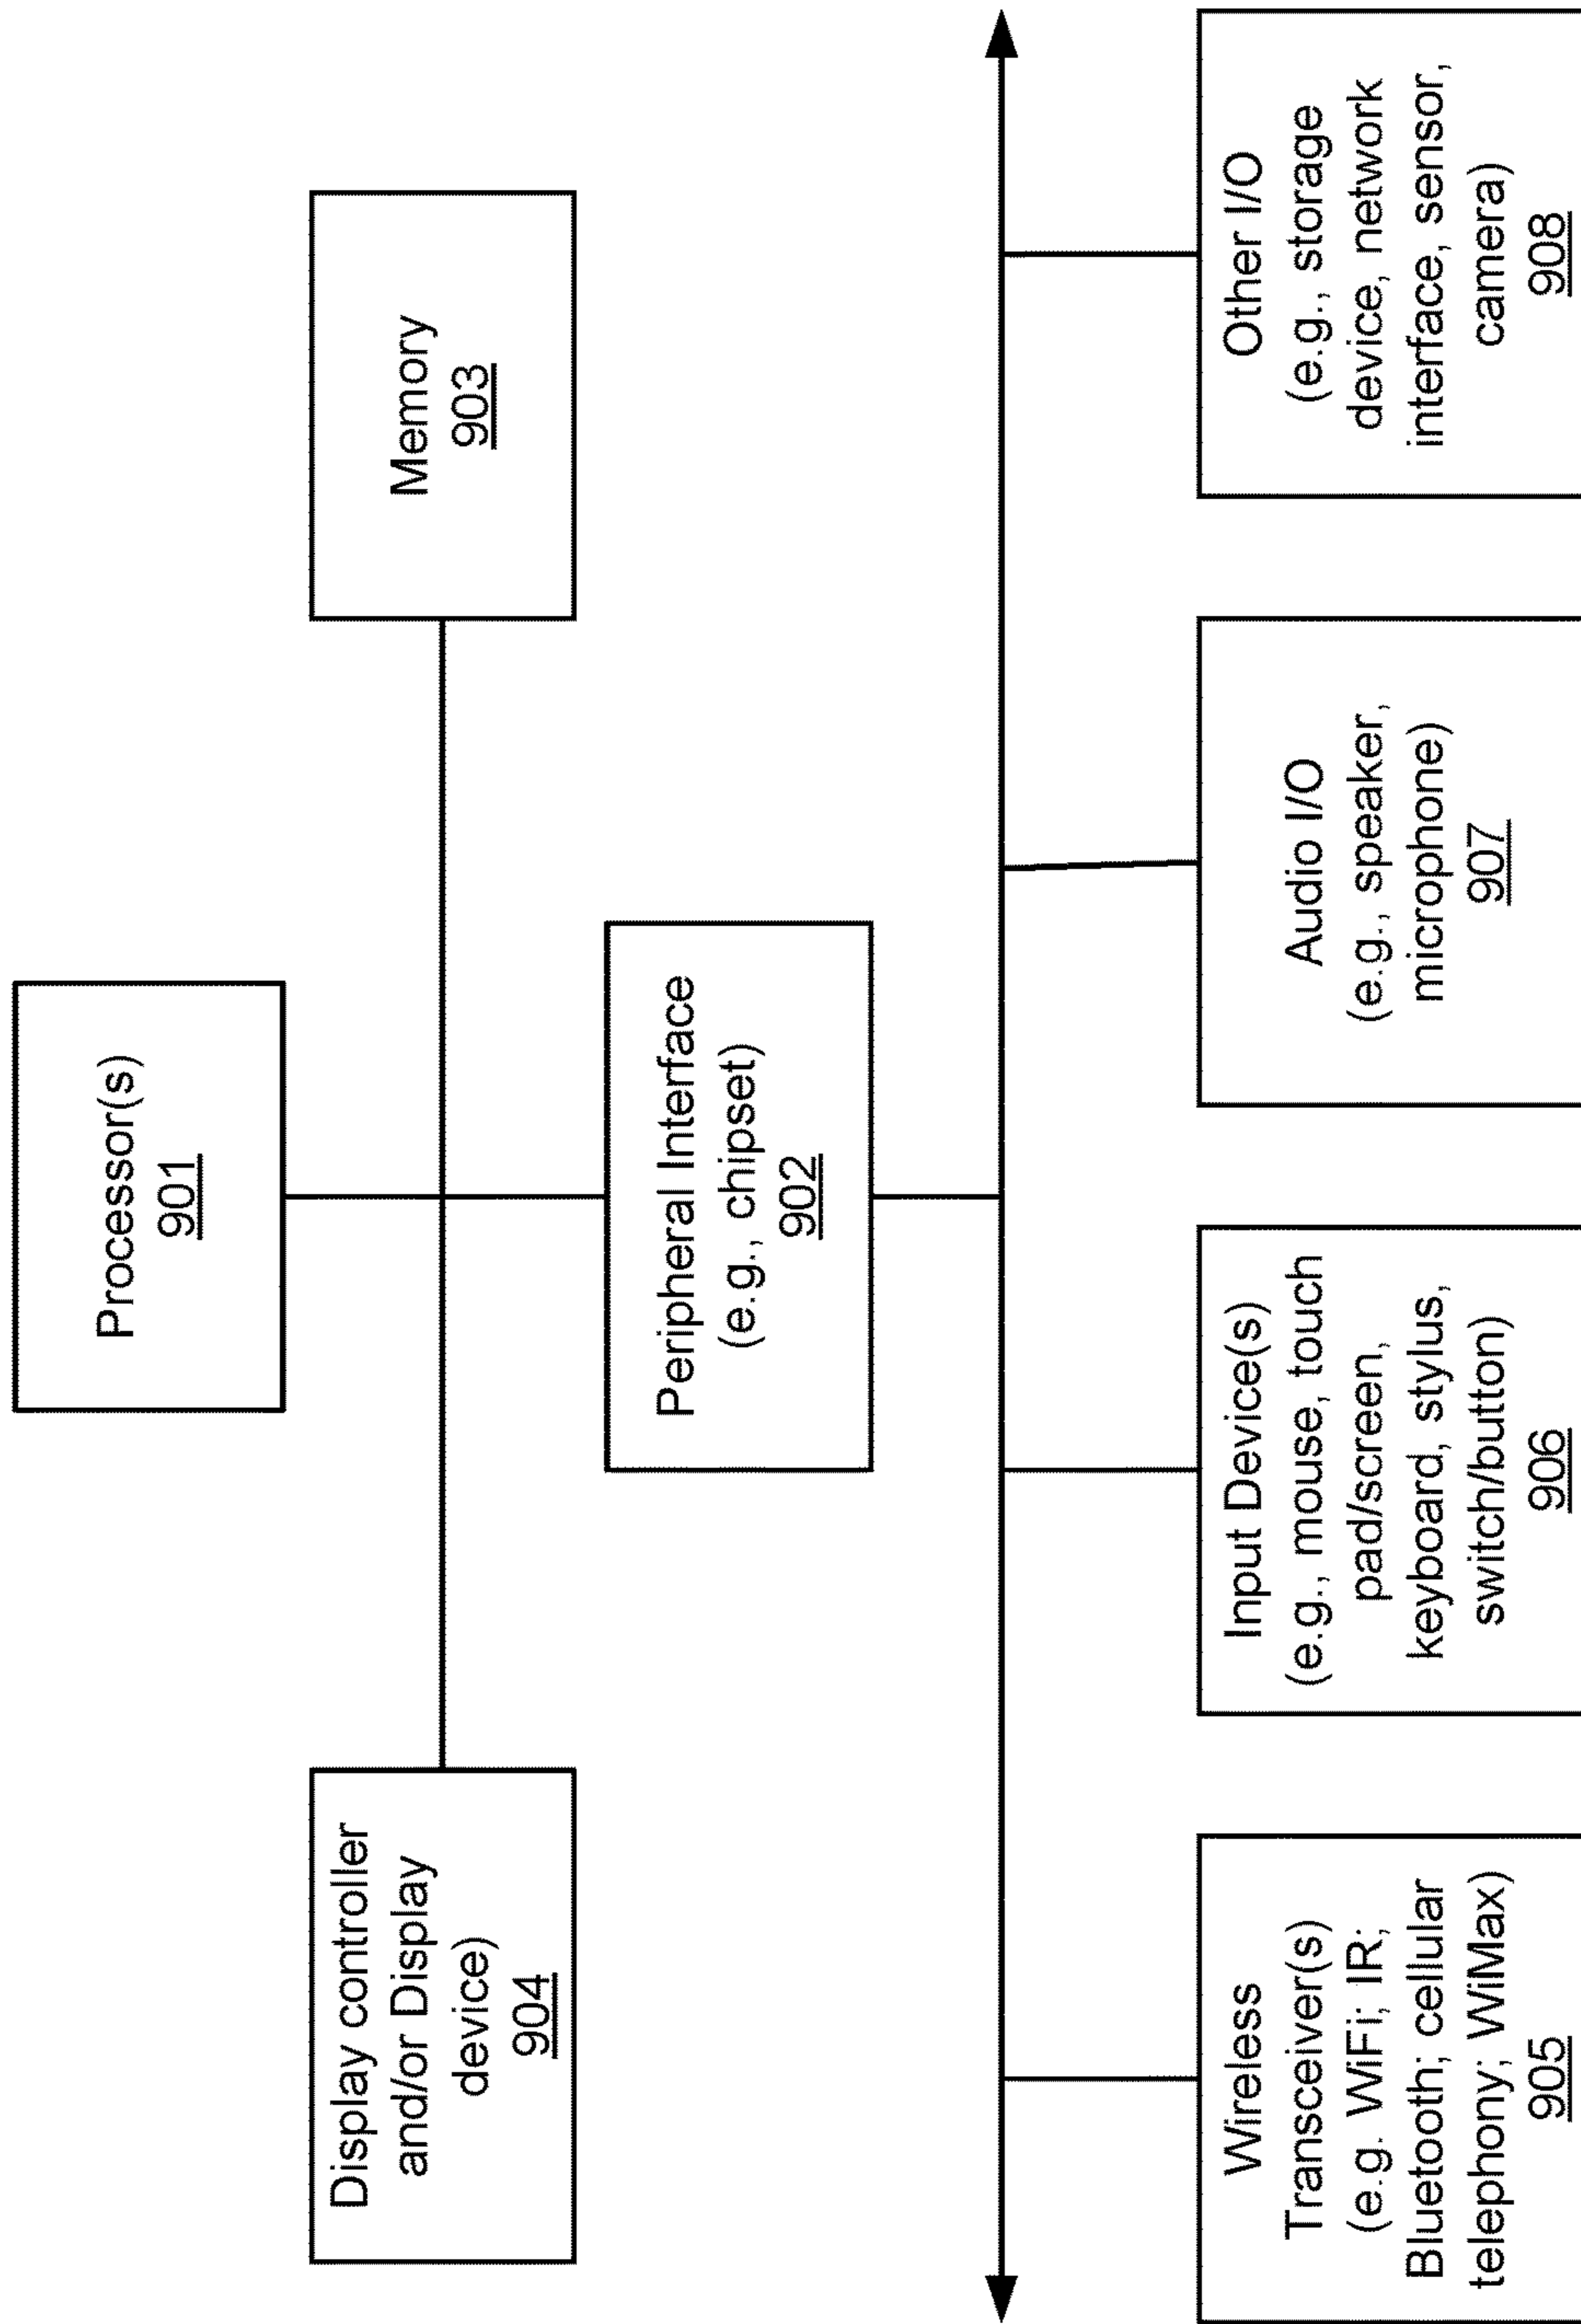 Processor(s)
901
Display controller
and/or Display
device)
904
Memory
903
Peripheral Interface
(e.g., chipset)
902
Wireless
Transceiver(s)
(e.g. WiFi; IR;
Bluetooth; cellular
telephony; WiMax)
905
Input Device(s)
(e.g., mouse, touch
pad/screen,
keyboard, stylus,
switch/button)
906
Audio I/O
(e.g., speaker,
microphone)
907
Other I/O
(e.g., storage
device, network
interface, sensor,
camera)
908